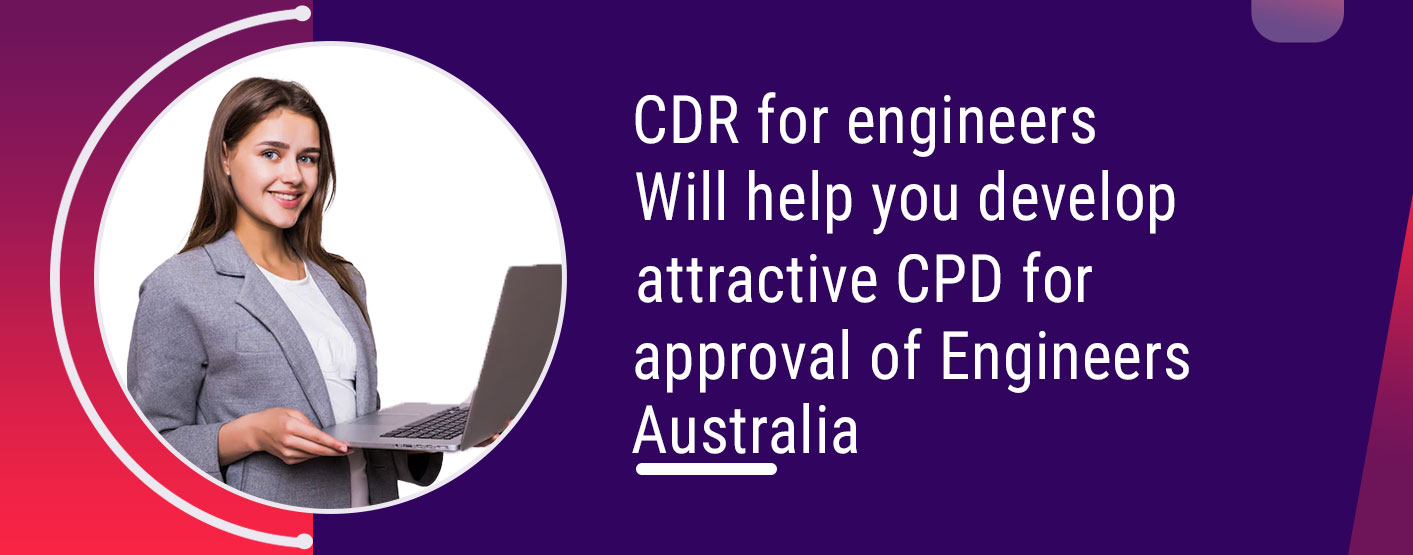 CDR for engineers
Will help you develop
attractive CPD for
approval of Engineers
Australia